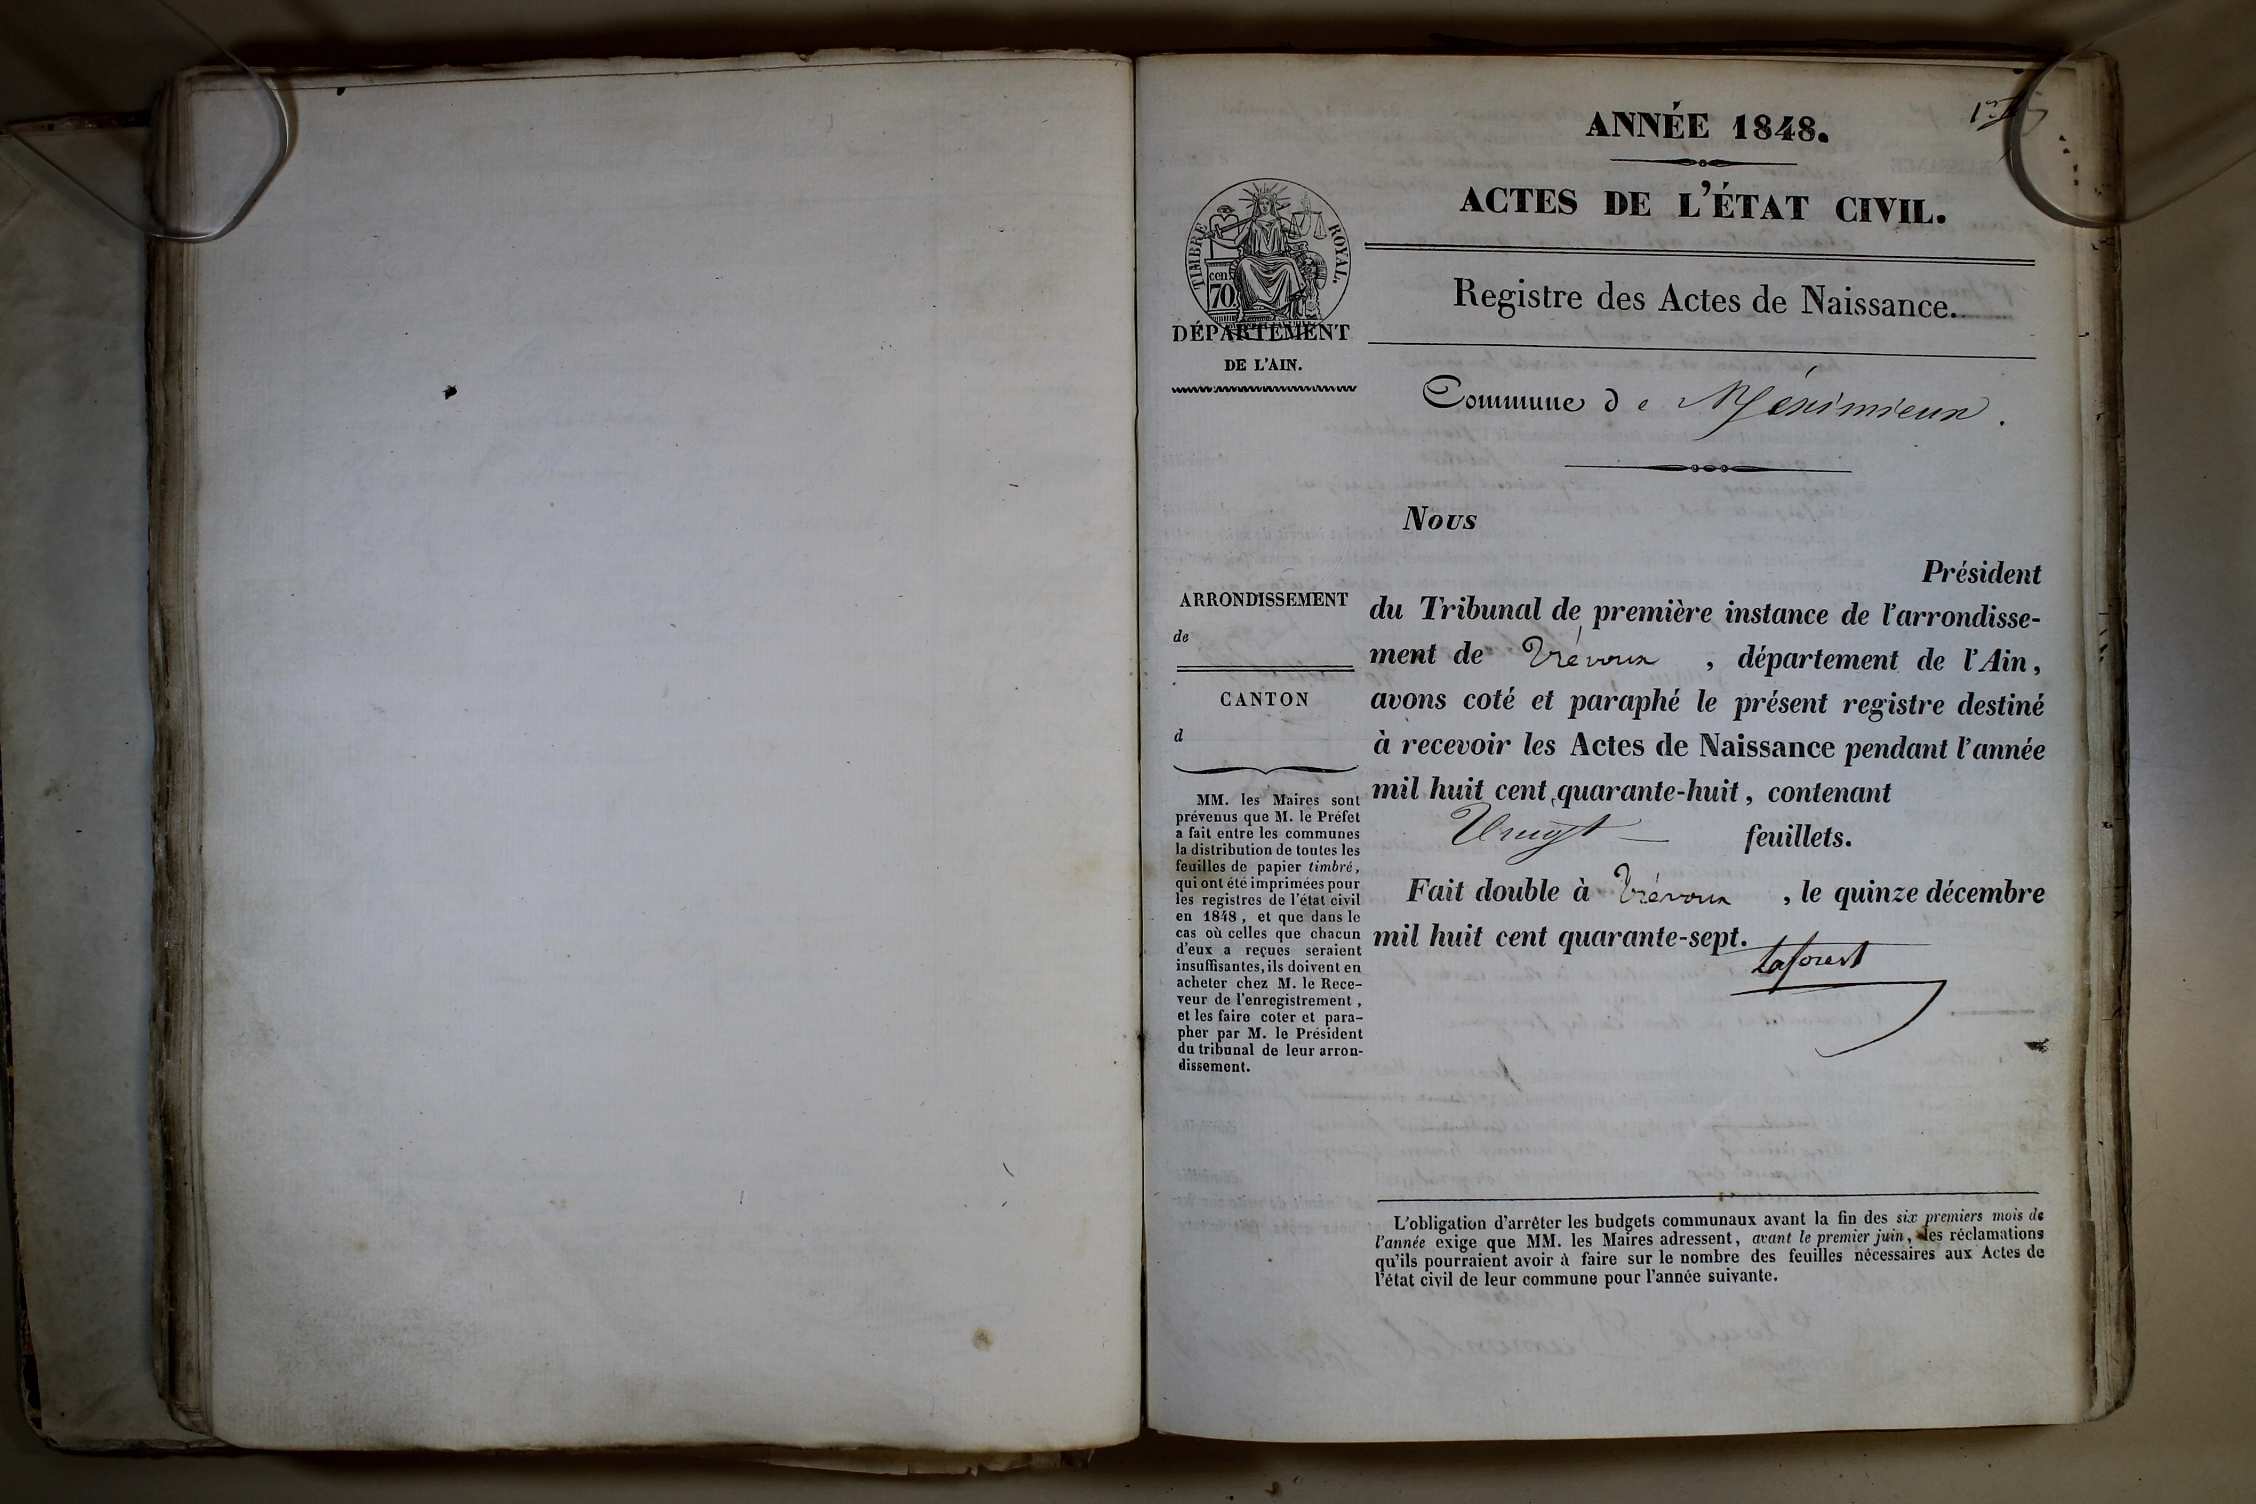 1er
ANNÉE 1848.
ACTES DE L'ÉTAT CIVIL.
Registre des Actes de Naissance.
TIMBRE ROYAL.
cen.
70
DÉPARTEMENT
DE L'AIN.
Commune de Méximieux.
Nous
Président
du Tribunal de première instance de l'arrondisse-
ment de Trévoux, département de l'Ain,
avons coté et paraphé le présent registre destiné
à recevoir les Actes de Naissance pendant l'année
mil huit cent quarante-huit, contenant
Vingt feuillets.
Fait double à Trévoux, le quinze décembre
mil huit cent quarante-sept.
Laforest
ARRONDISSEMENT
de
CANTON
d
MM. les Maires sont
prévenus que M. le Préfet
a fait entre les communes
la distribution de toutes les
feuilles de papier timbré,
qui ont été imprimées pour
les registres de l'état civil
en 1848, et que dans le
cas où celles que chacun
d'eux a reçues seraient
insuffisantes, ils doivent en
acheter chez M. le Rece-
veur de l'enregistrement,
et les faire coter et para-
pher par M. le Président
du tribunal de leur arron-
dissement.
L'obligation d'arrêter les budgets communaux avant la fin des six premiers mois de
l'année exige que MM. les Maires adressent, avant le premier juin, les réclamations
qu'ils pourraient avoir à faire sur le nombre des feuilles nécessaires aux Actes de
l'état civil de leur commune pour l'année suivante.